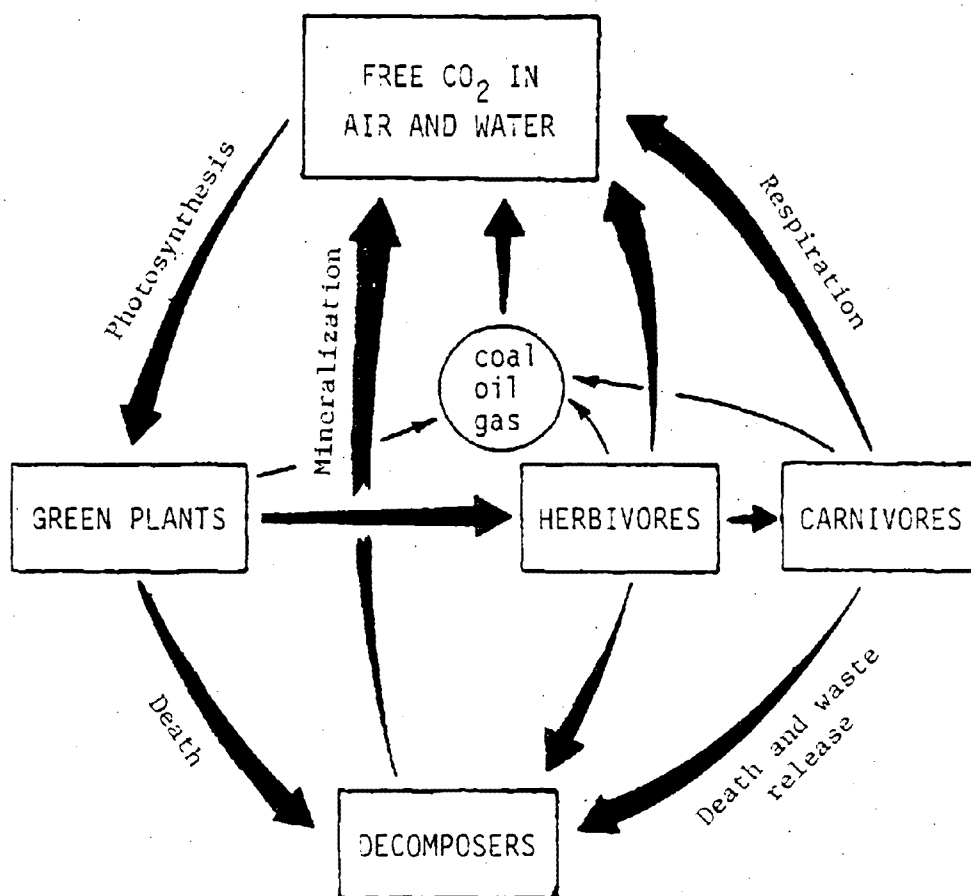 FREE CO2 IN
AIR AND WATER
Photosynthesis
Mineralization
Respiration
coal
oil
gas
GREEN PLANTS
HERBIVORES
CARNIVORES
Death
Death and waste
release
DECOMPOSERS